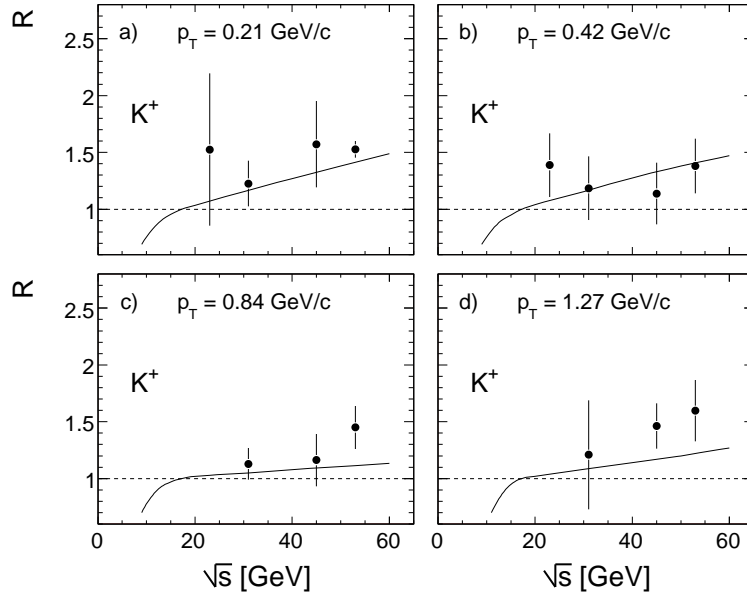 R
a) p_T = 0.21 GeV/c
b) p_T = 0.42 GeV/c
2.5
2
K⁺
K⁺
1.5
1
R
c) p_T = 0.84 GeV/c
d) p_T = 1.27 GeV/c
2.5
2
K⁺
K⁺
1.5
1
0 20 40 60 0 20 40 60
√s [GeV] √s [GeV]